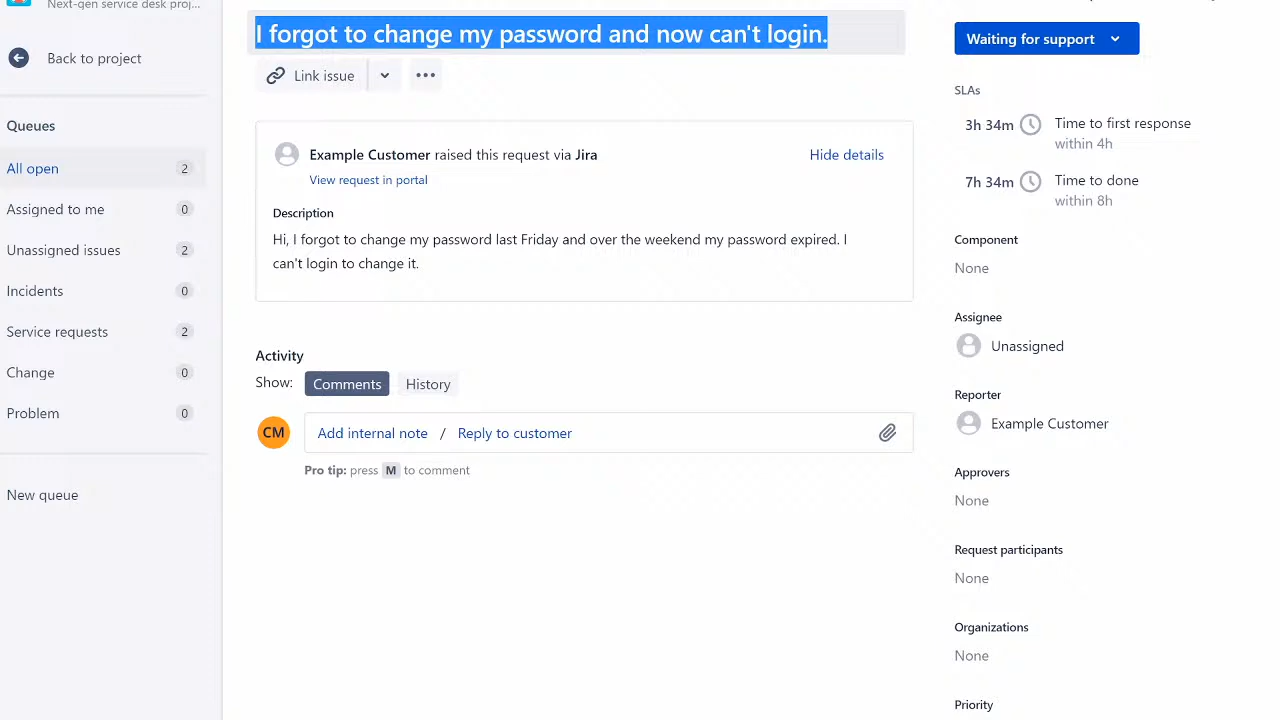 Next-gen service desk proj...
Back to project
Queues
All open 2
Assigned to me 0
Unassigned issues 2
Incidents 0
Service requests 2
Change 0
Problem 0
New queue
I forgot to change my password and now can't login.
Link issue
Example Customer raised this request via Jira
Hide details
View request in portal
Description
Hi, I forgot to change my password last Friday and over the weekend my password expired. I
can't login to change it.
Activity
Show: Comments History
CM Add internal note / Reply to customer
Pro tip: press M to comment
Waiting for support
SLAs
3h 34m Time to first response
within 4h
7h 34m Time to done
within 8h
Component
None
Assignee
Unassigned
Reporter
Example Customer
Approvers
None
Request participants
None
Organizations
None
Priority